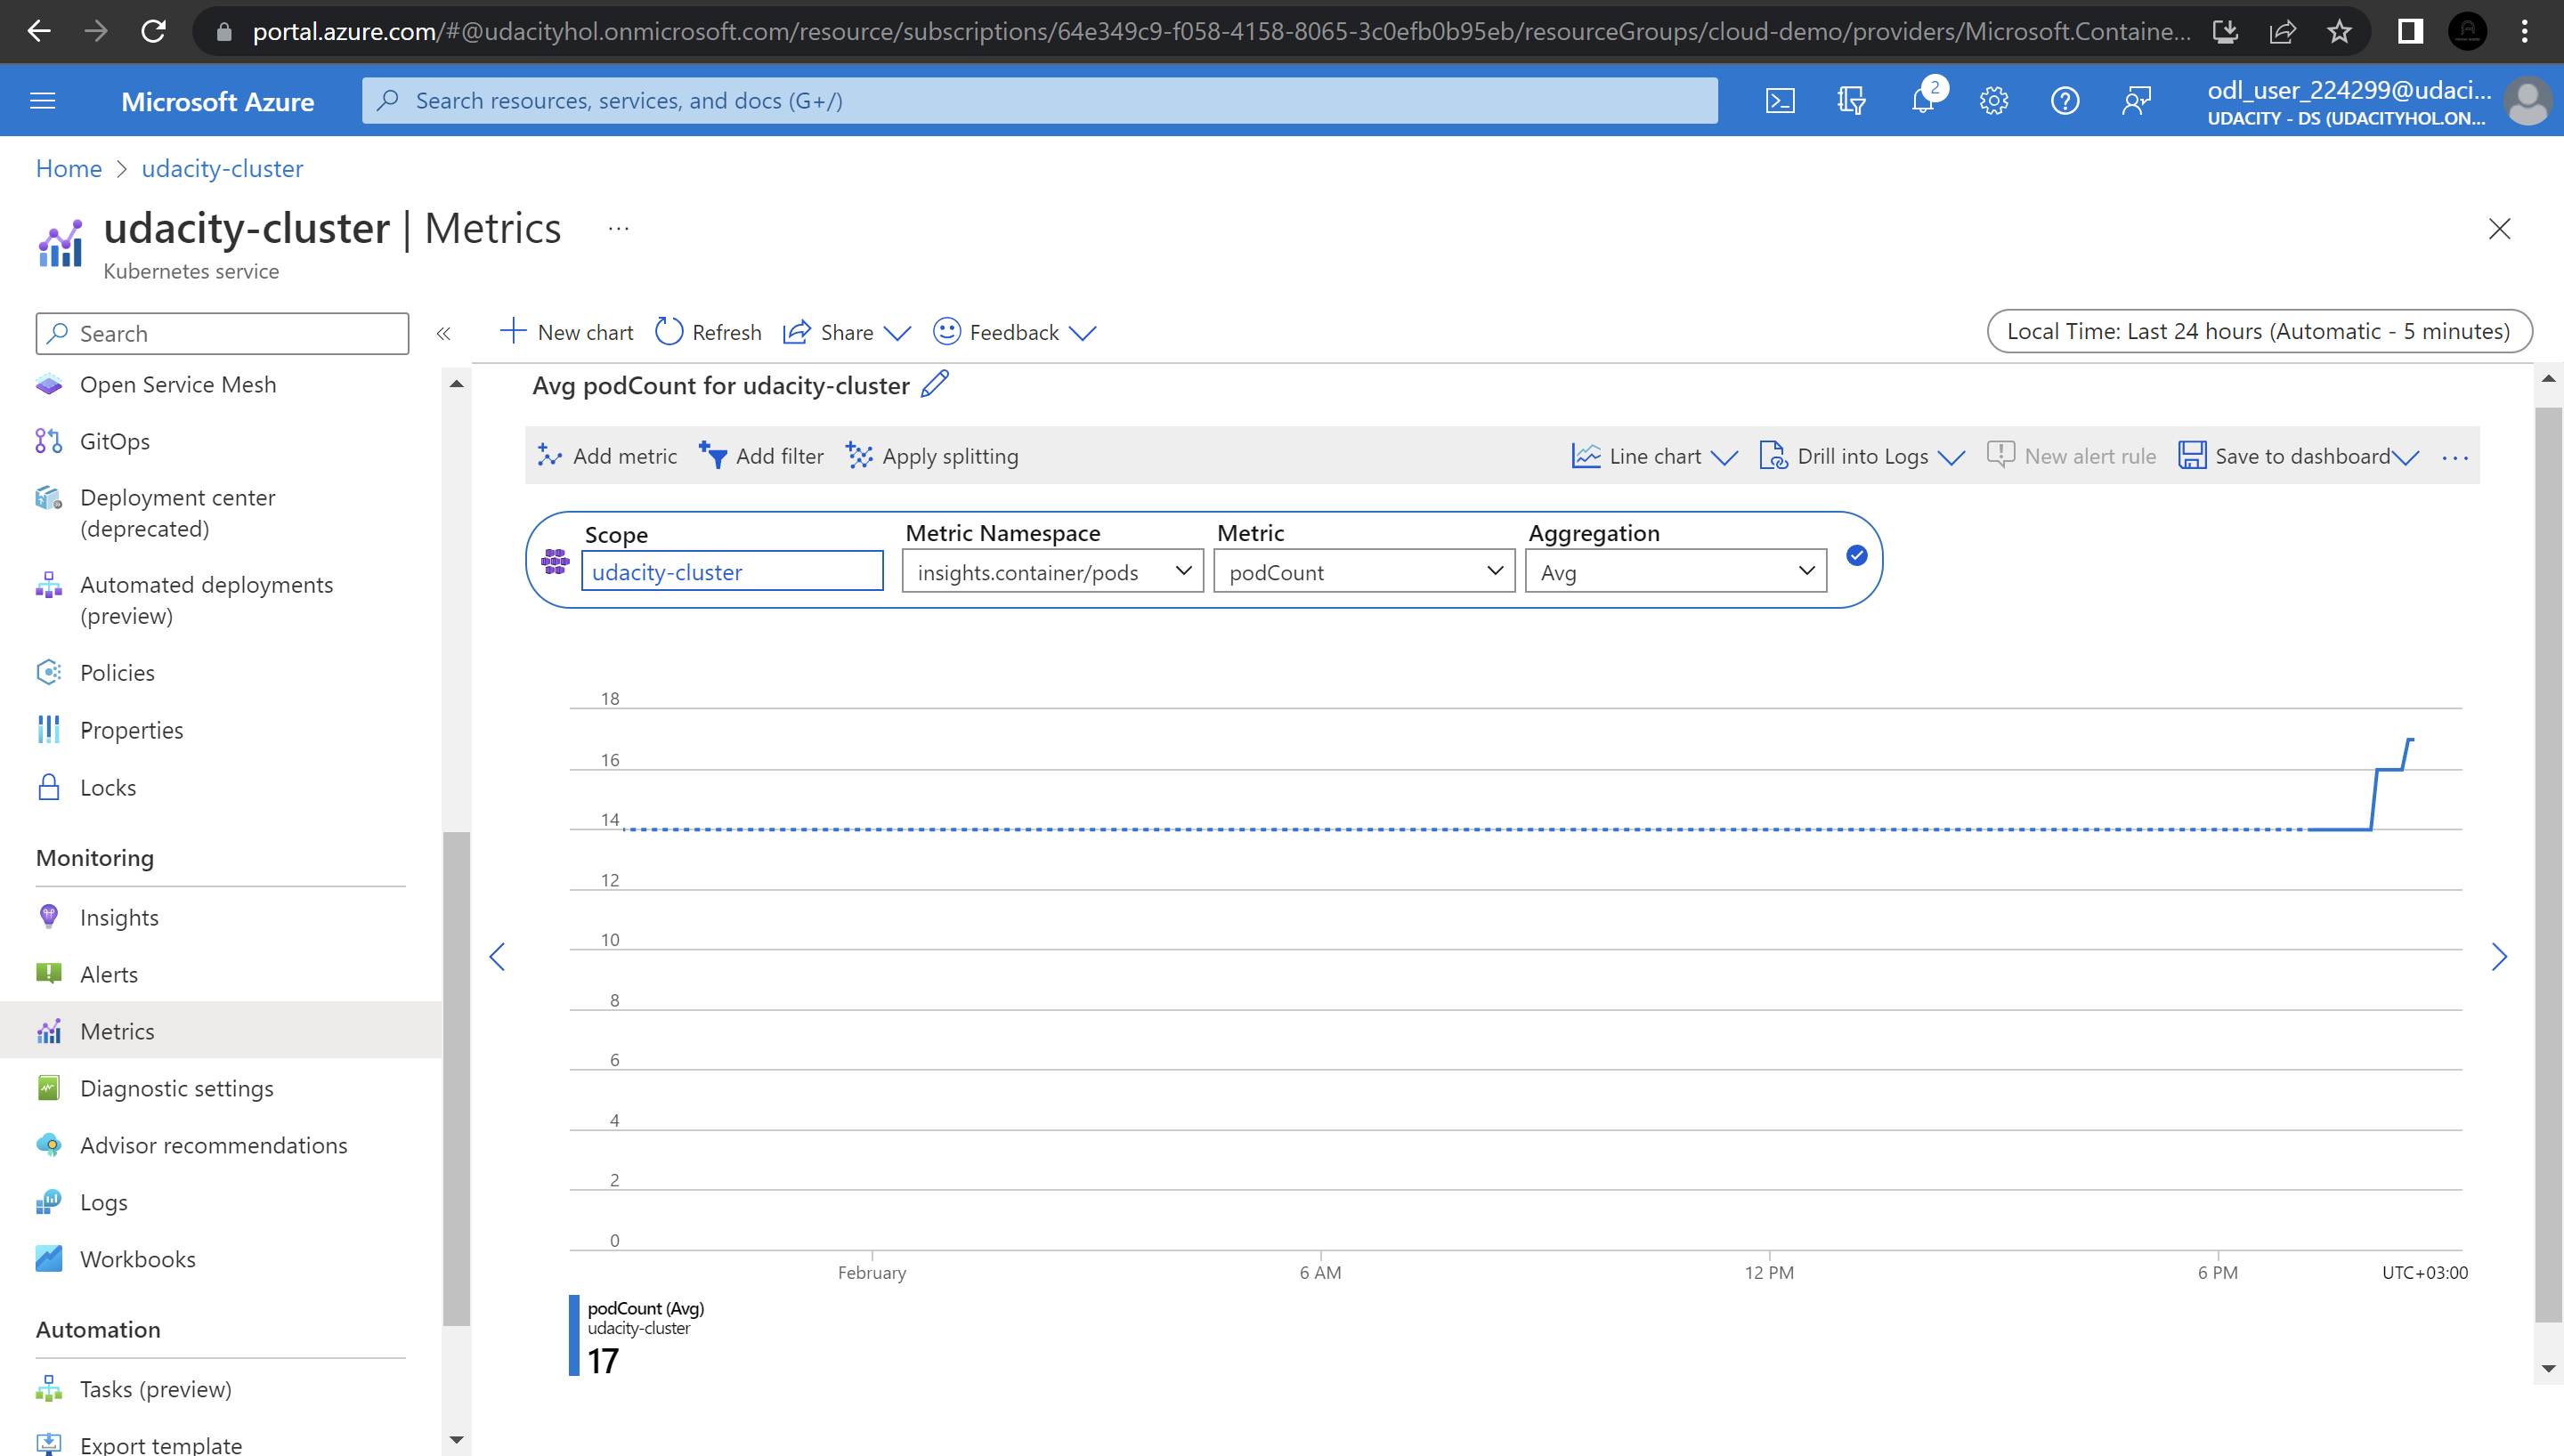 portal.azure.com/#@udacityhol.onmicrosoft.com/resource/subscriptions/64e349c9-f058-4158-8065-3c0efb0b95eb/resourceGroups/cloud-demo/providers/Microsoft.Containe...
Microsoft Azure
Search resources, services, and docs (G+/)
2
odl_user_224299@udaci...
UDACITY - DS (UDACITYHOL.ON...
Home > udacity-cluster
udacity-cluster | Metrics ...
Kubernetes service
Search
«
New chart
Refresh
Share
Feedback
Local Time: Last 24 hours (Automatic - 5 minutes)
Open Service Mesh
GitOps
Deployment center
(deprecated)
Automated deployments
(preview)
Policies
Properties
Locks
Monitoring
Insights
Alerts
Metrics
Diagnostic settings
Advisor recommendations
Logs
Workbooks
Automation
Tasks (preview)
Export template
Avg podCount for udacity-cluster
Add metric
Add filter
Apply splitting
Line chart
Drill into Logs
New alert rule
Save to dashboard
...
Scope
udacity-cluster
Metric Namespace
insights.container/pods
Metric
podCount
Aggregation
Avg
18
16
14
12
10
8
6
4
2
0
February
6 AM
12 PM
6 PM
UTC+03:00
podCount (Avg)
udacity-cluster
17